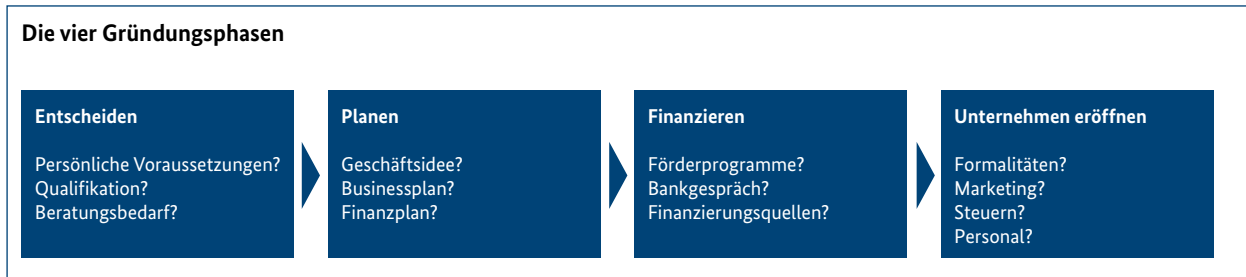 Die vier Gründungsphasen
Entscheiden
Persönliche Voraussetzungen?
Qualifikation?
Beratungsbedarf?
Planen
Geschäftsidee?
Businessplan?
Finanzplan?
Finanzieren
Förderprogramme?
Bankgespräch?
Finanzierungsquellen?
Unternehmen eröffnen
Formalitäten?
Marketing?
Steuern?
Personal?